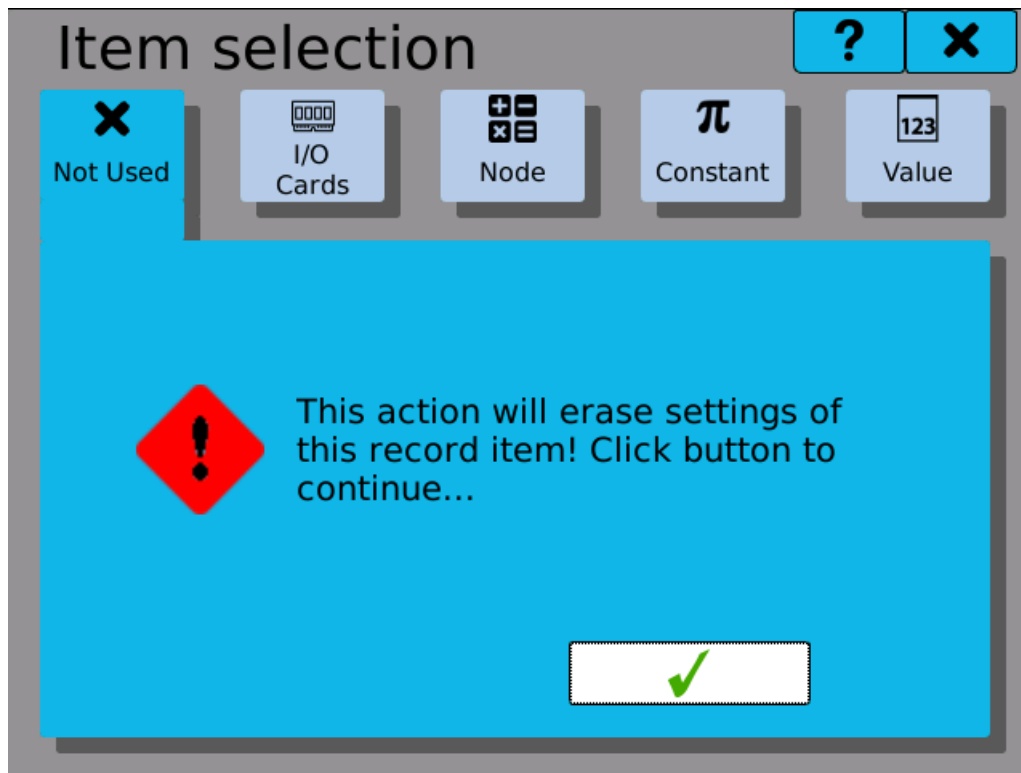 Item selection
?
Not Used
I/O
Cards
Node
π
Constant
123
Value
This action will erase settings of
this record item! Click button to
continue...